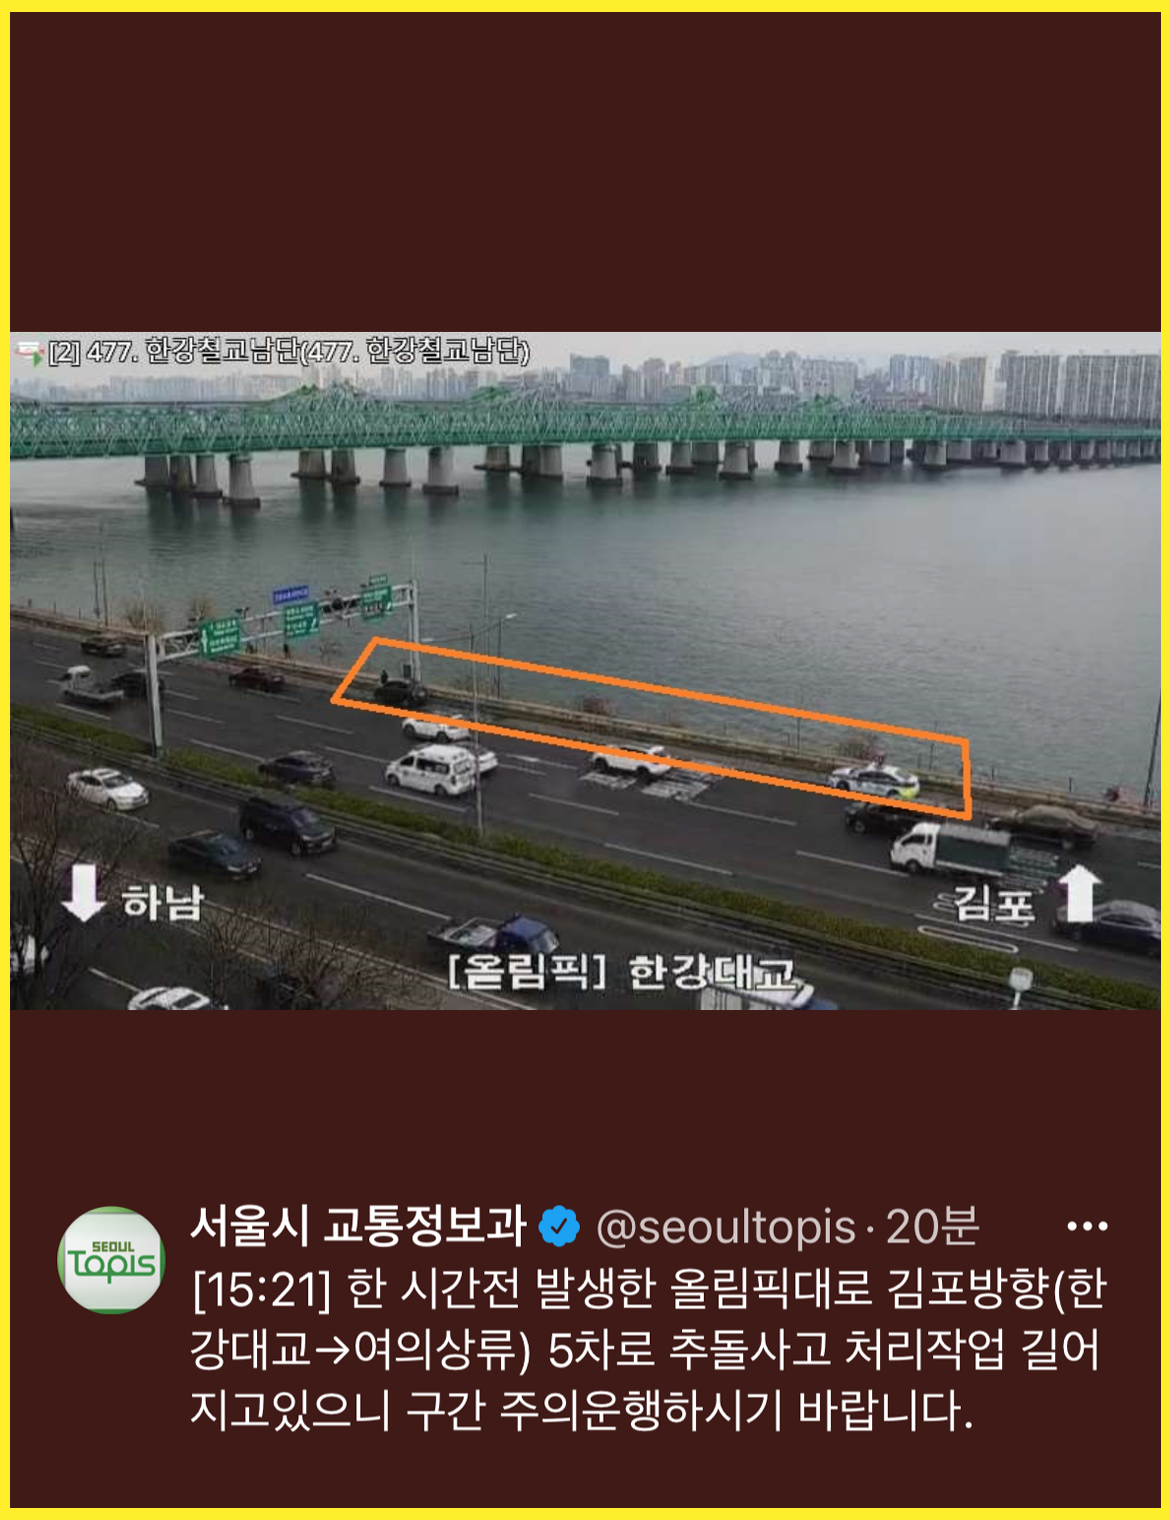 [2] 477. 한강철교남단(477. 한강철교남단)
하남
김포
[올림픽] 한강대교
SEOUL
Topis
서울시 교통정보과 @seoultopis · 20분
[15:21] 한 시간전 발생한 올림픽대로 김포방향(한
강대교→여의상류) 5차로 추돌사고 처리작업 길어
지고있으니 구간 주의운행하시기 바랍니다.